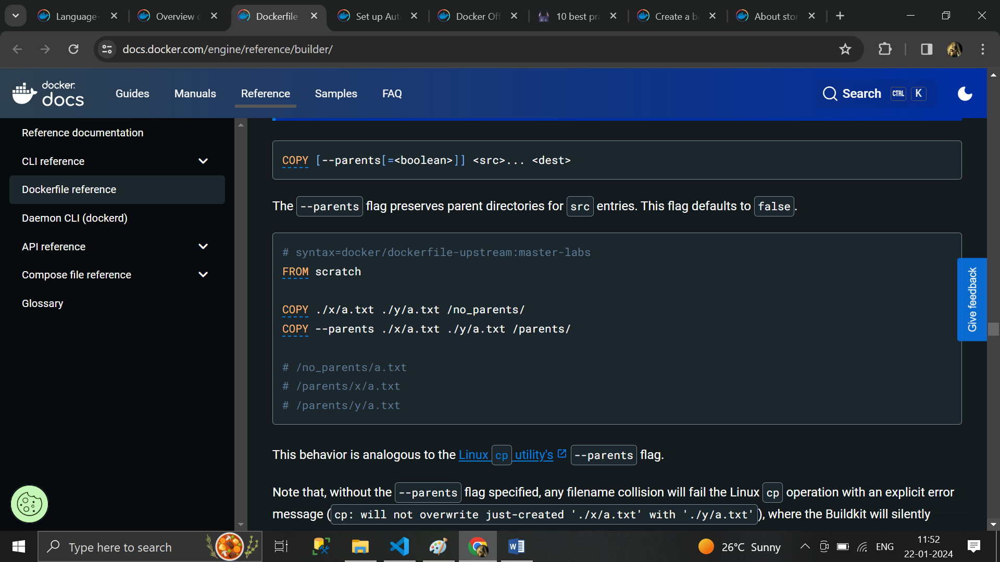 Language-
Overview c
Dockerfile
Set up Aut
Docker Off
10 best pra
Create a ba
About stor
docs.docker.com/engine/reference/builder/
docker
docs
Guides
Manuals
Reference
Samples
FAQ
Search
CTRL
K
Reference documentation
CLI reference
Dockerfile reference
Daemon CLI (dockerd)
API reference
Compose file reference
Glossary
COPY [--parents[=<boolean>]] <src>... <dest>
The --parents flag preserves parent directories for src entries. This flag defaults to false.
# syntax=docker/dockerfile-upstream:master-labs
FROM scratch
COPY ./x/a.txt ./y/a.txt /no_parents/
COPY --parents ./x/a.txt ./y/a.txt /parents/
# /no_parents/a.txt
# /parents/x/a.txt
# /parents/y/a.txt
This behavior is analogous to the Linux cp utility's --parents flag.
Note that, without the --parents flag specified, any filename collision will fail the Linux cp operation with an explicit error
message (cp: will not overwrite just-created './x/a.txt' with './y/a.txt'), where the Buildkit will silently
Give feedback
Type here to search
26°C Sunny
ENG
11:52
22-01-2024